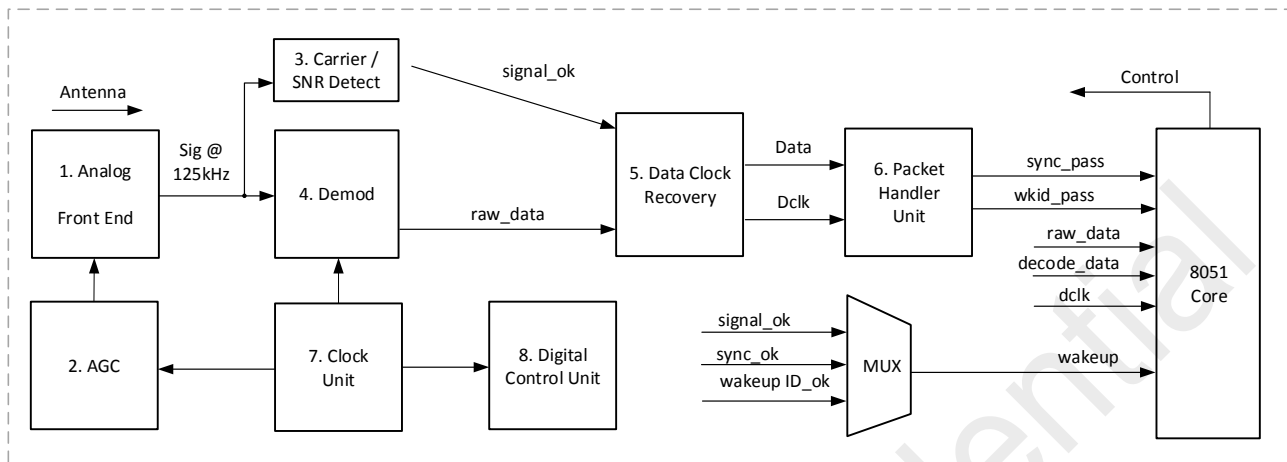 3. Carrier /
SNR Detect
signal_ok
Control
Antenna
Sig @
125kHz
1. Analog
Front End
4. Demod
raw_data
5. Data Clock
Recovery
Data
Dclk
6. Packet
Handler
Unit
sync_pass
wkid_pass
raw_data
decode_data
dclk
8051
Core
2. AGC
7. Clock
Unit
8. Digital
Control Unit
signal_ok
sync_ok
wakeup ID_ok
MUX
wakeup